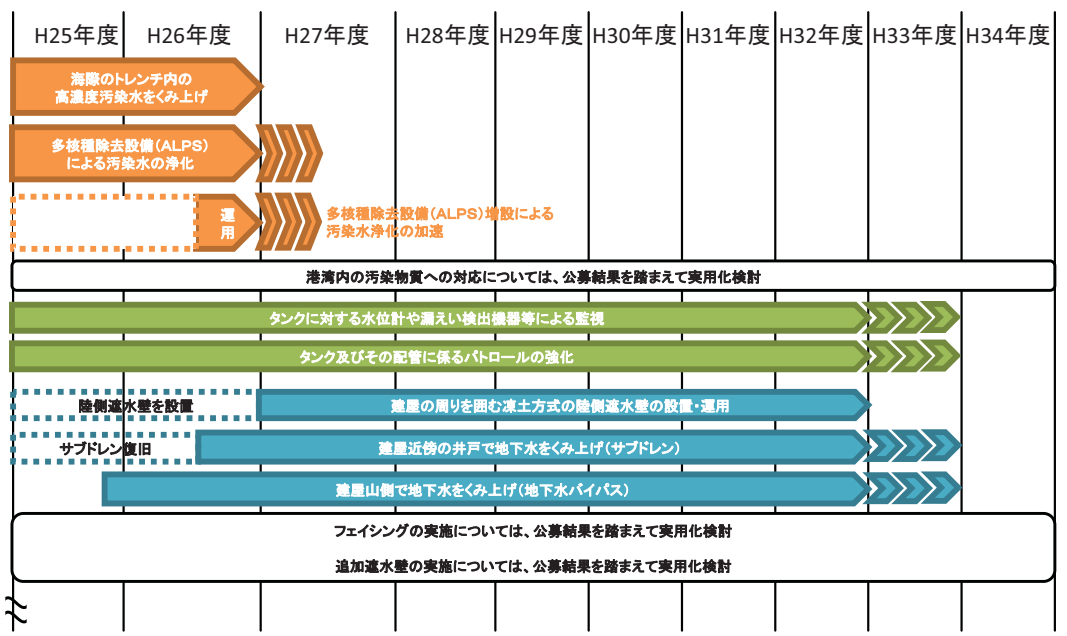 H25年度 H26年度 H27年度 H28年度 H29年度 H30年度 H31年度 H32年度 H33年度 H34年度
海際のトレンチ内の
高濃度汚染水をくみ上げ
多核種除去設備(ALPS)
による汚染水の浄化
運
用
多核種除去設備(ALPS)増設による
汚染水浄化の加速
港湾内の汚染物質への対応については、公募結果を踏まえて実用化検討
タンクに対する水位計や漏えい検出機器等による監視
タンク及びその配管に係るパトロールの強化
陸側遮水壁を設置
建屋の周りを囲む凍土方式の陸側遮水壁の設置・運用
サブドレン復旧
建屋近傍の井戸で地下水をくみ上げ(サブドレン)
建屋山側で地下水をくみ上げ(地下水バイパス)
フェイシングの実施については、公募結果を踏まえて実用化検討
追加遮水壁の実施については、公募結果を踏まえて実用化検討